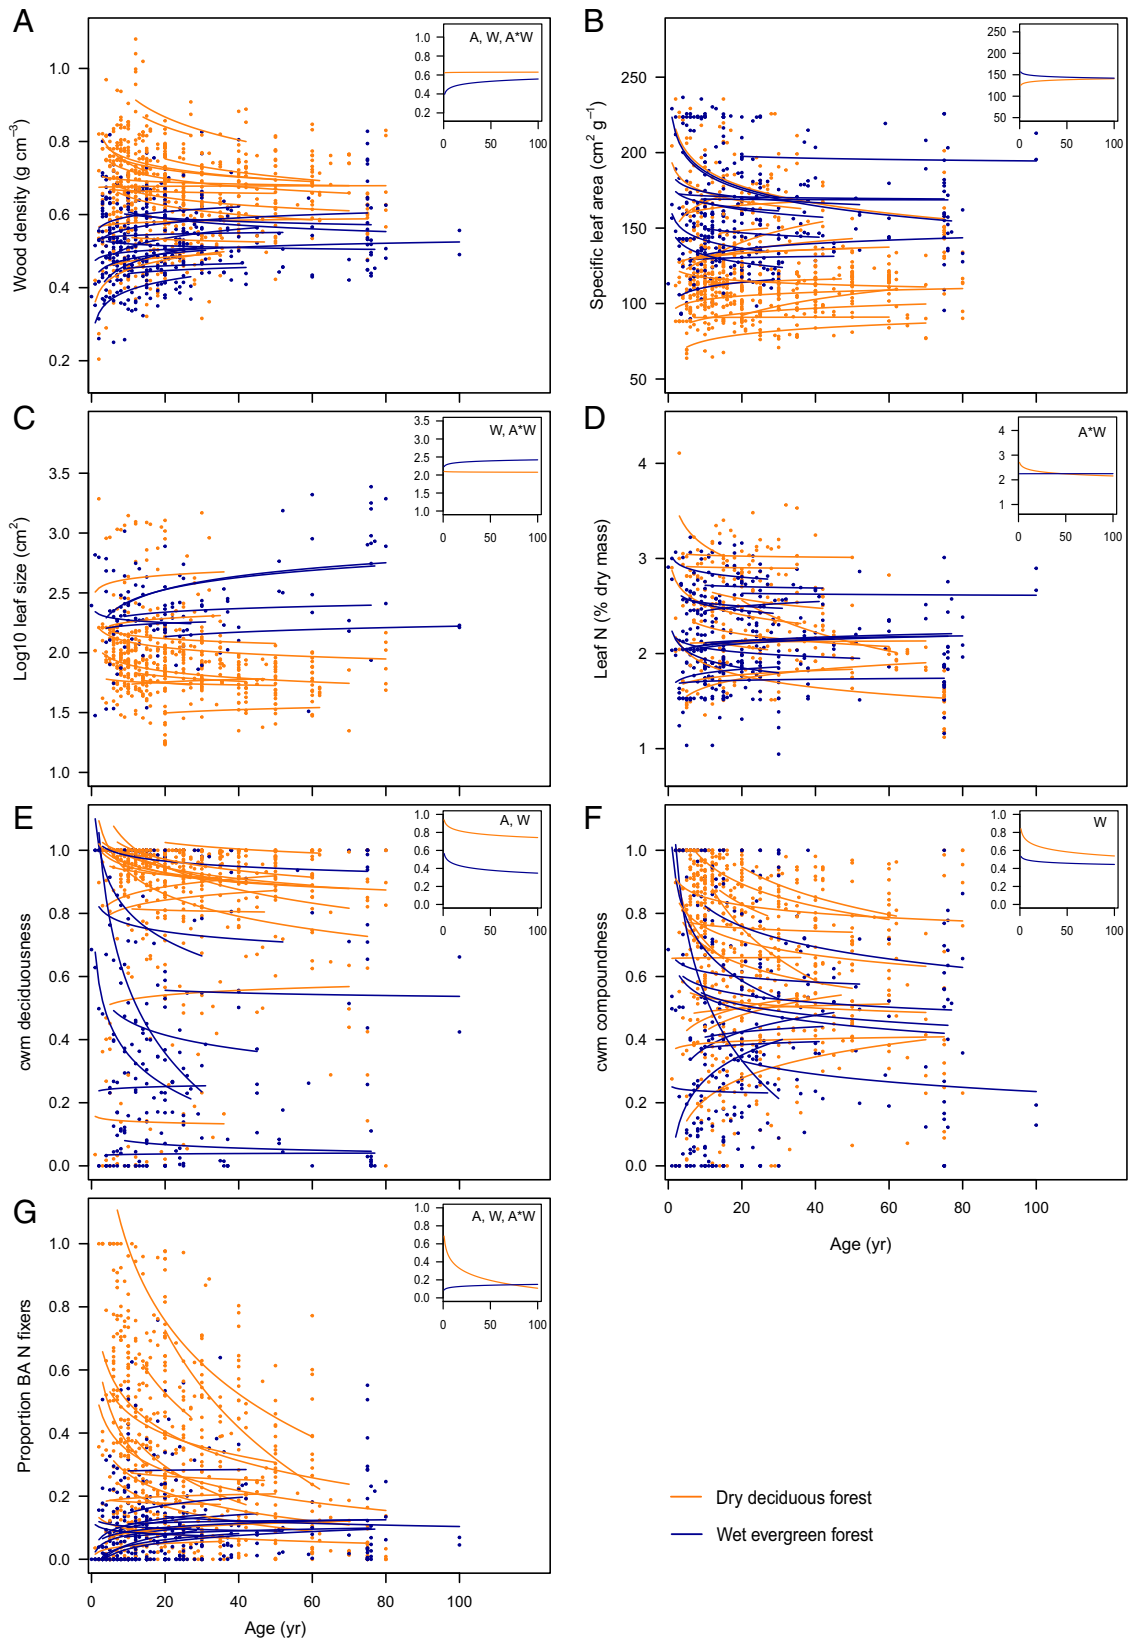 A
Wood density (g cm−3)
1.0
0.8
0.6
0.4
0.2
A, W, A*W
1.0
0.8
0.6
0.4
0.2
0 50 100
B
Specific leaf area (cm2 g−1)
250
200
150
100
50
250
200
150
100
50
0 50 100
C
Log10 leaf size (cm2)
3.5
3.0
2.5
2.0
1.5
1.0
W, A*W
3.5
3.0
2.5
2.0
1.5
1.0
0 50 100
D
Leaf N (% dry mass)
4
3
2
1
A*W
4
3
2
1
0 50 100
E
cwm deciduousness
1.0
0.8
0.6
0.4
0.2
0.0
A, W
1.0
0.8
0.6
0.4
0.2
0.0
0 50 100
F
cwm compoundness
1.0
0.8
0.6
0.4
0.2
0.0
W
1.0
0.8
0.6
0.4
0.2
0.0
0 50 100
0 20 40 60 80 100
Age (yr)
G
Proportion BA N fixers
1.0
0.8
0.6
0.4
0.2
0.0
A, W, A*W
1.0
0.8
0.6
0.4
0.2
0.0
0 50 100
0 20 40 60 80 100
Age (yr)
Dry deciduous forest
Wet evergreen forest